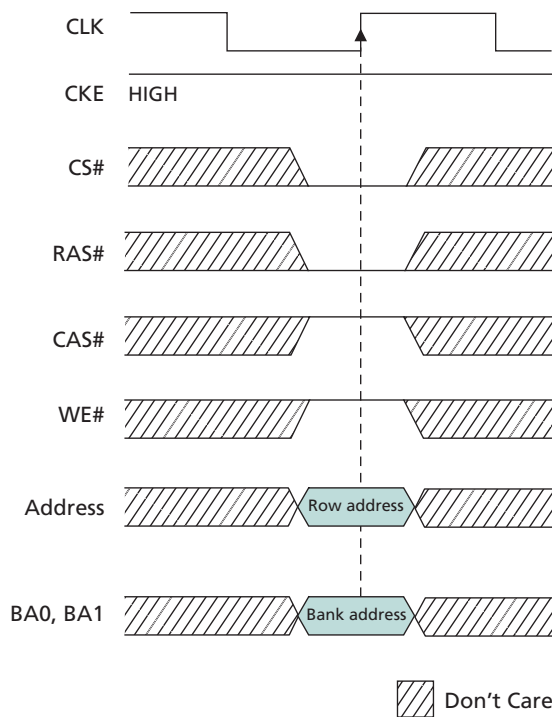 CLK
CKE HIGH
CS#
RAS#
CAS#
WE#
Address Row address
BA0, BA1 Bank address
Don't Care